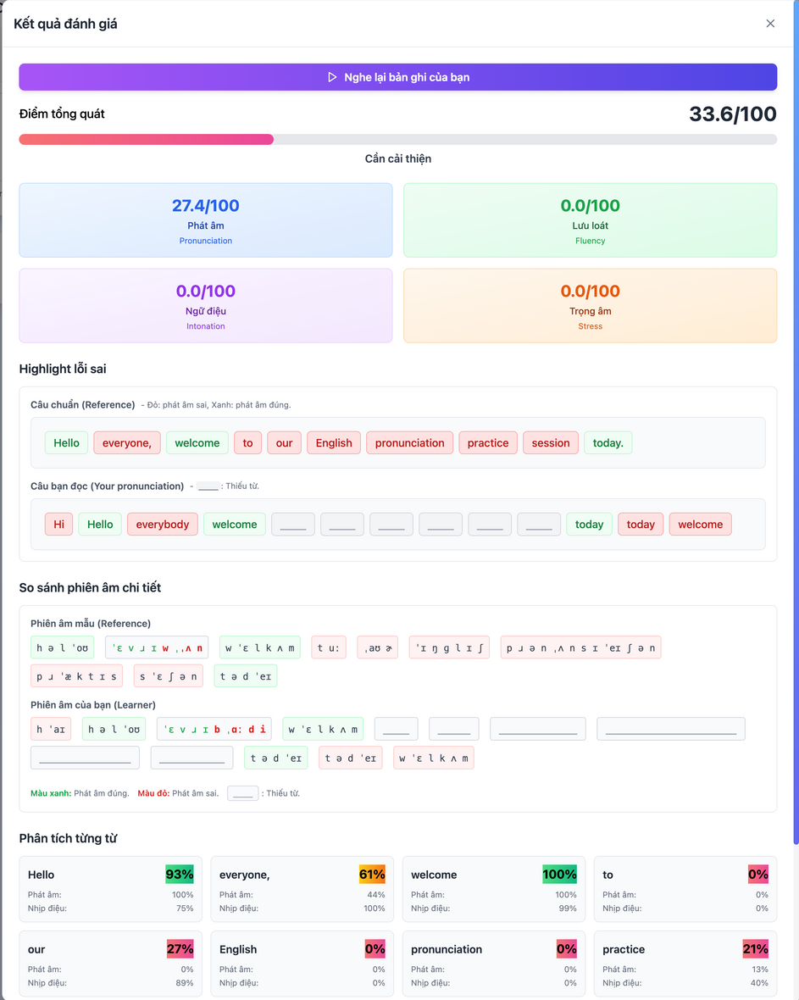 Kết quả đánh giá
Nghe lại bản ghi của bạn
Điểm tổng quát 33.6/100
Cần cải thiện
27.4/100 0.0/100
Phát âm Lưu loát
Pronunciation Fluency
0.0/100 0.0/100
Ngữ điệu Trọng âm
Intonation Stress
Highlight lỗi sai
Câu chuẩn (Reference) - Đỏ: phát âm sai, Xanh: phát âm đúng.
Hello everyone, welcome to our English pronunciation practice session today.
Câu bạn đọc (Your pronunciation) - ____ : Thiếu từ.
Hi Hello everybody welcome ____ ____ ____ ____ ____ ____ today today welcome
So sánh phiên âm chi tiết
Phiên âm mẫu (Reference)
h ə l ˈoʊ ˈɛ v ɹ ɪ w ˌˌʌ n w ˈɛ l k ʌ m t uː ˌaʊ ɚ ˈɪ ŋ ɡ l ɪ ʃ p ɹ ə n ˌʌ n s ɪ ˈeɪ ʃ ə n
p ɹ ˈæ k t ɪ s s ˈɛ ʃ ə n t ə d ˈeɪ
Phiên âm của bạn (Learner)
h ˈaɪ h ə l ˈoʊ ˈɛ v ɹ ɪ b ˌɑː d i w ˈɛ l k ʌ m ____ ____ ____ ____
____ ____ t ə d ˈeɪ t ə d ˈeɪ w ˈɛ l k ʌ m
Màu xanh: Phát âm đúng. Màu đỏ: Phát âm sai. ____ : Thiếu từ.
Phân tích từng từ
Hello 93% everyone, 61% welcome 100% to 0%
Phát âm: 100% Phát âm: 44% Phát âm: 100% Phát âm: 0%
Nhịp điệu: 75% Nhịp điệu: 100% Nhịp điệu: 99% Nhịp điệu: 0%
our 27% English 0% pronunciation 0% practice 21%
Phát âm: 0% Phát âm: 0% Phát âm: 0% Phát âm: 13%
Nhịp điệu: 89% Nhịp điệu: 0% Nhịp điệu: 0% Nhịp điệu: 40%